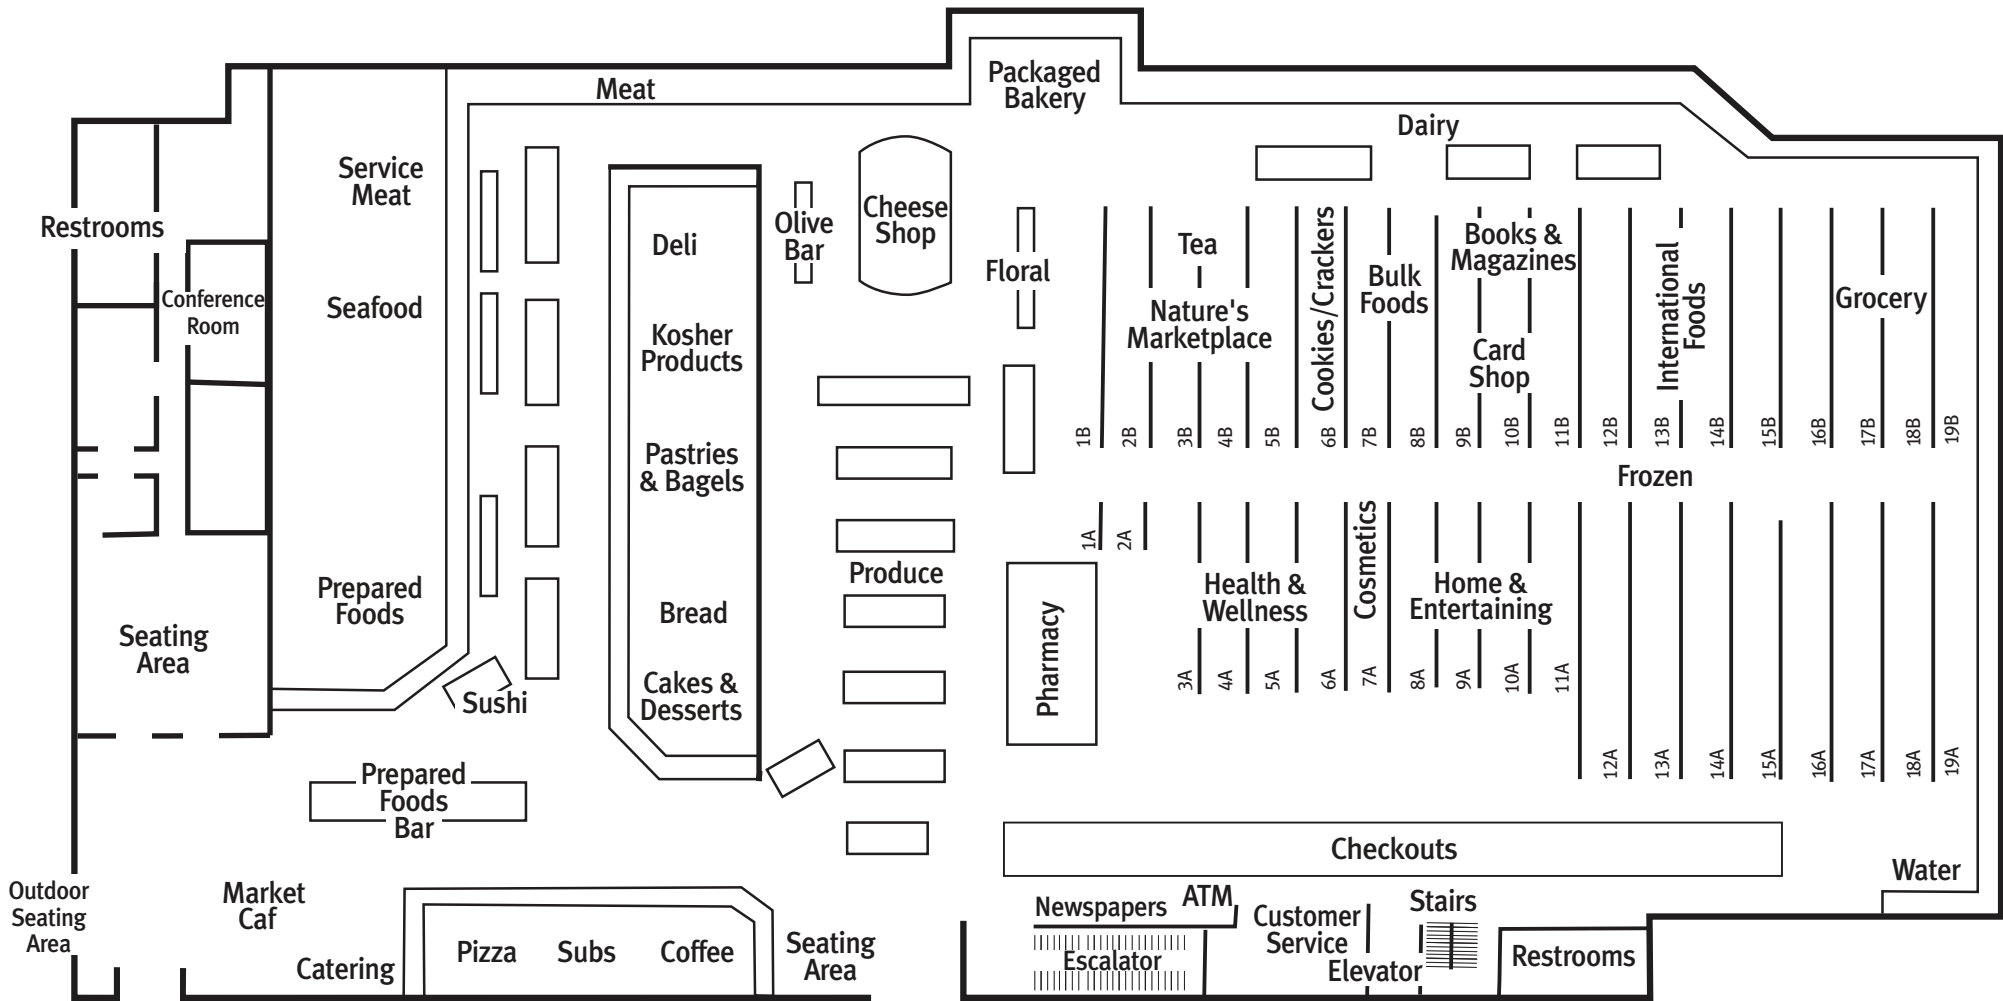 Packaged
Bakery
Meat
Dairy
Service
Meat
Restrooms
Deli
Olive
Bar
Cheese
Shop
Floral
Tea
Cookies/Crackers
Books &
Magazines
Bulk
Foods
International
Foods
Grocery
Conference
Room
Seafood
Kosher
Products
Nature's
Marketplace
Card
Shop
1B
2B
3B
4B
5B
6B
7B
8B
9B
10B
11B
12B
13B
14B
15B
16B
17B
18B
19B
Pastries
& Bagels
Frozen
1A
2A
Cosmetics
Produce
Prepared
Foods
Bread
Health &
Wellness
Home &
Entertaining
Seating
Area
Pharmacy
3A
4A
5A
6A
7A
8A
9A
10A
11A
Sushi
Cakes &
Desserts
12A
13A
14A
15A
16A
17A
18A
19A
Prepared
Foods
Bar
Checkouts
Water
Outdoor
Seating
Area
Market
Caf
Newspapers
ATM
Customer
Service
Stairs
Catering
Pizza
Subs
Coffee
Seating
Area
Escalator
Elevator
Restrooms